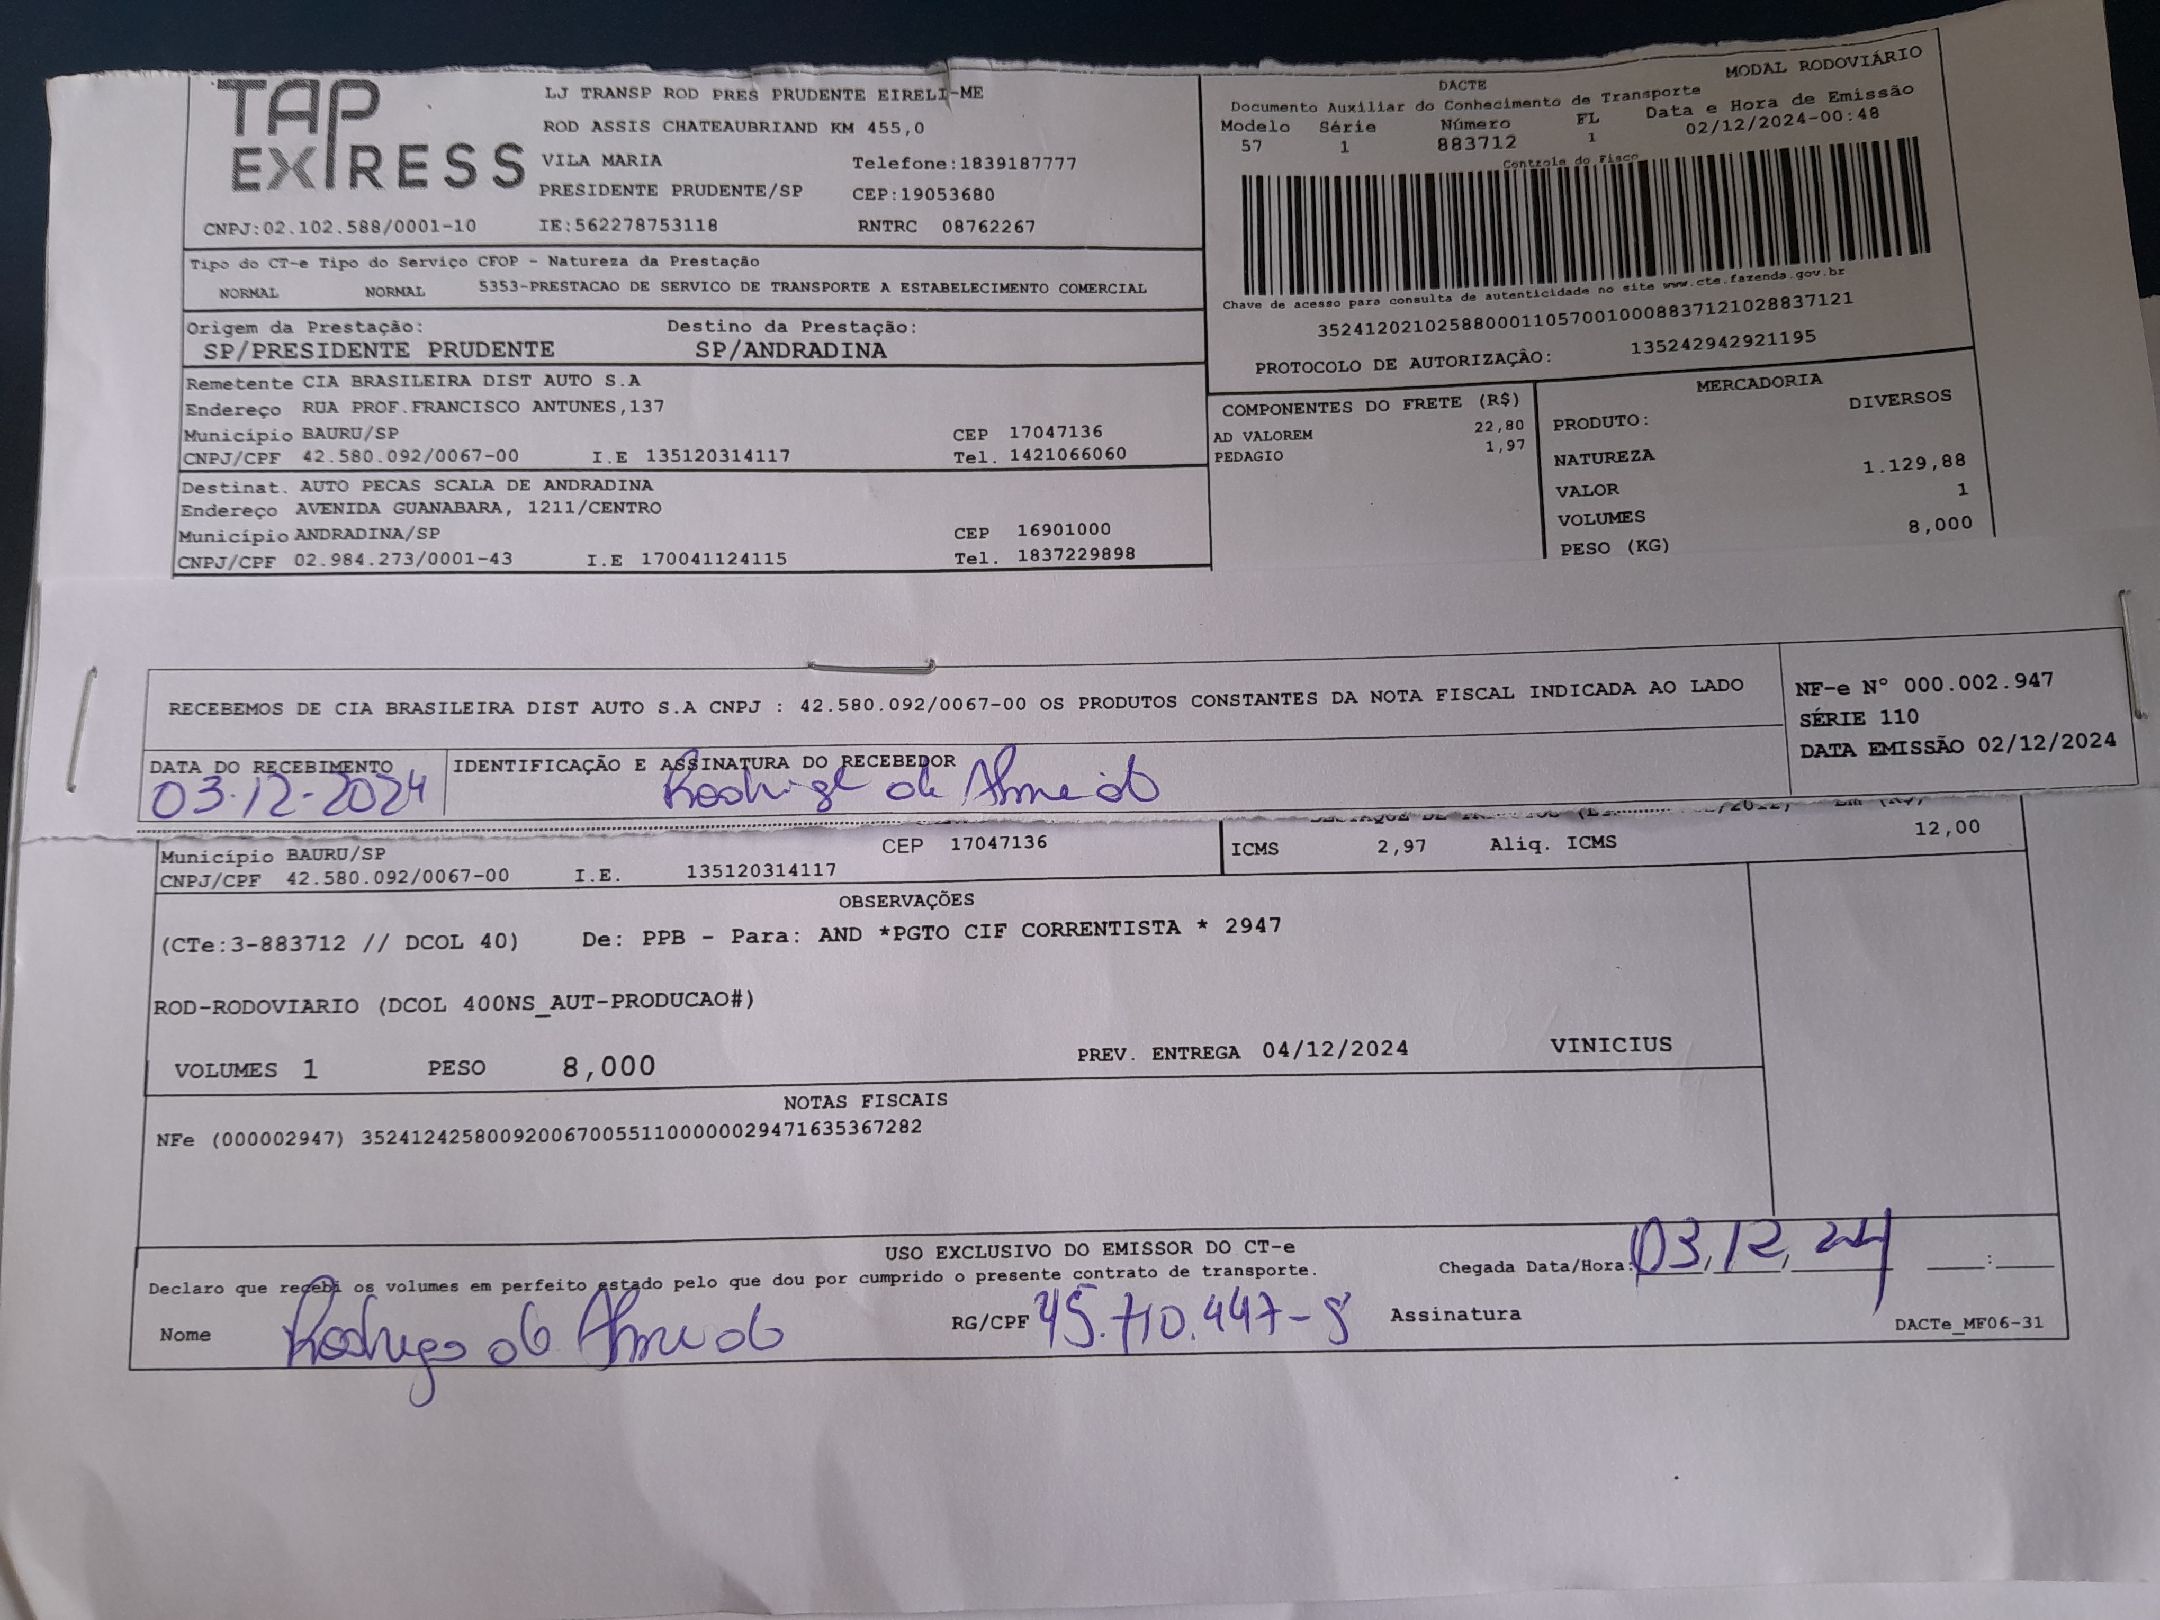 TAP EXPRESS
LJ TRANSP ROD PRES PRUDENTE EIRELI-ME
ROD ASSIS CHATEAUBRIAND KM 455,0
VILA MARIA Telefone:1839187777
PRESIDENTE PRUDENTE/SP CEP:19053680
CNPJ:02.102.588/0001-10 IE:562278753118 RNTRC 08762267
DACTE MODAL RODOVIÁRIO
Documento Auxiliar do Conhecimento de Transporte
Modelo Série Número FL Data e Hora de Emissão
57 1 883712 1 02/12/2024-00:48
Controle do Fisco
Chave de acesso para consulta de autenticidade no site www.cte.fazenda.gov.br
35241202102588000110570010008837121028837121
PROTOCOLO DE AUTORIZAÇÃO: 135242942921195
Tipo do CT-e Tipo do Serviço CFOP - Natureza da Prestação
NORMAL NORMAL 5353-PRESTACAO DE SERVICO DE TRANSPORTE A ESTABELECIMENTO COMERCIAL
Origem da Prestação: Destino da Prestação:
SP/PRESIDENTE PRUDENTE SP/ANDRADINA
Remetente CIA BRASILEIRA DIST AUTO S.A
Endereço RUA PROF.FRANCISCO ANTUNES,137
Município BAURU/SP CEP 17047136
CNPJ/CPF 42.580.092/0067-00 I.E 135120314117 Tel. 1421066060
Destinat. AUTO PECAS SCALA DE ANDRADINA
Endereço AVENIDA GUANABARA, 1211/CENTRO
Município ANDRADINA/SP CEP 16901000
CNPJ/CPF 02.984.273/0001-43 I.E 170041124115 Tel. 1837229898
COMPONENTES DO FRETE (R$)
AD VALOREM 22,80
PEDAGIO 1,97
MERCADORIA
PRODUTO: DIVERSOS
NATUREZA
VALOR 1.129,88
VOLUMES 1
PESO (KG) 8,000
RECEBEMOS DE CIA BRASILEIRA DIST AUTO S.A CNPJ : 42.580.092/0067-00 OS PRODUTOS CONSTANTES DA NOTA FISCAL INDICADA AO LADO
NF-e Nº 000.002.947
SÉRIE 110
DATA EMISSÃO 02/12/2024
DATA DO RECEBIMENTO IDENTIFICAÇÃO E ASSINATURA DO RECEBEDOR
03.12-2024 Rodrigo de Almeida
Município BAURU/SP CEP 17047136
CNPJ/CPF 42.580.092/0067-00 I.E. 135120314117
ICMS 2,97 Aliq. ICMS 12,00
OBSERVAÇÕES
(CTe:3-883712 // DCOL 40) De: PPB - Para: AND *PGTO CIF CORRENTISTA * 2947
ROD-RODOVIARIO (DCOL 400NS_AUT-PRODUCAO#)
VOLUMES 1 PESO 8,000 PREV. ENTREGA 04/12/2024 VINICIUS
NOTAS FISCAIS
NFe (000002947) 35241242580092006700551100000029471635367282
USO EXCLUSIVO DO EMISSOR DO CT-e
Declaro que recebi os volumes em perfeito estado pelo que dou por cumprido o presente contrato de transporte.
Chegada Data/Hora: 03,12,24 :
Nome Rodrigo de Almeida RG/CPF 45.710.447-8 Assinatura
DACTe_MF06-31